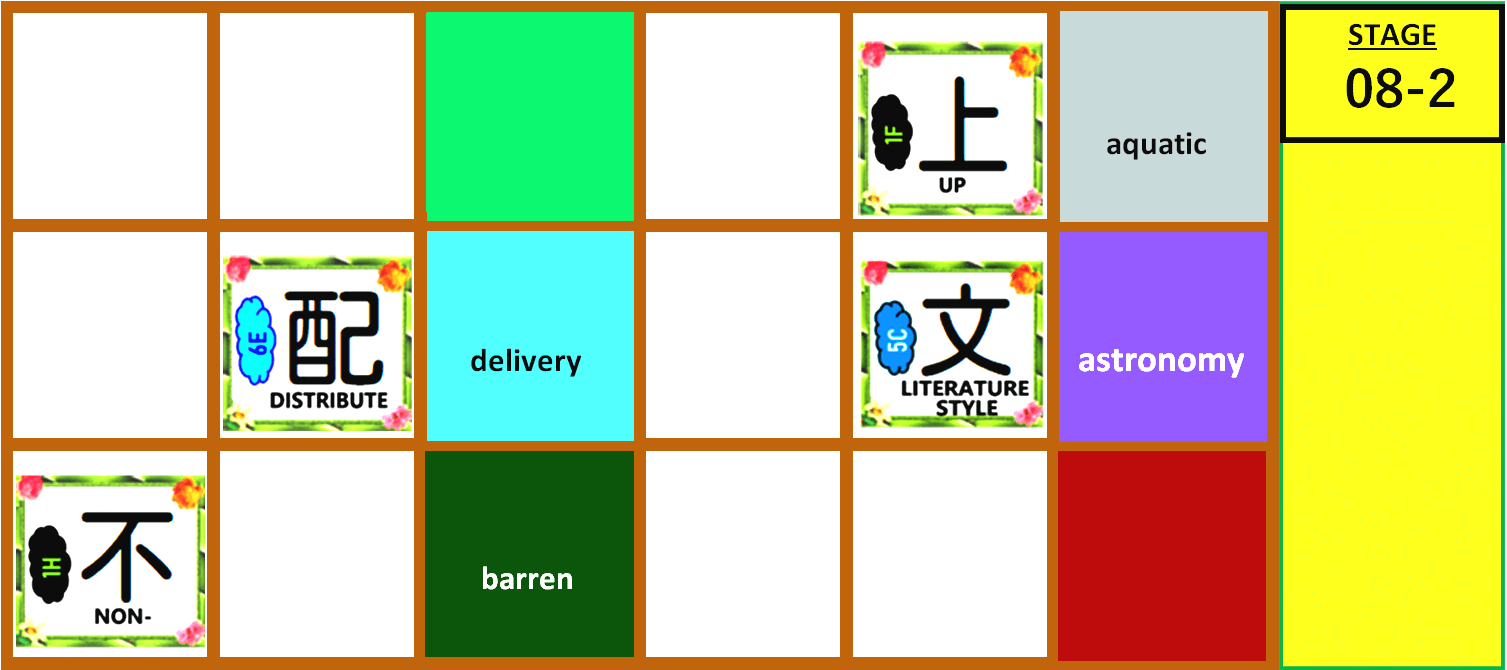 1F
上
UP
aquatic
STAGE
08-2
6E
配
DISTRIBUTE
delivery
5C
文
LITERATURE
STYLE
astronomy
1H
不
NON-
barren